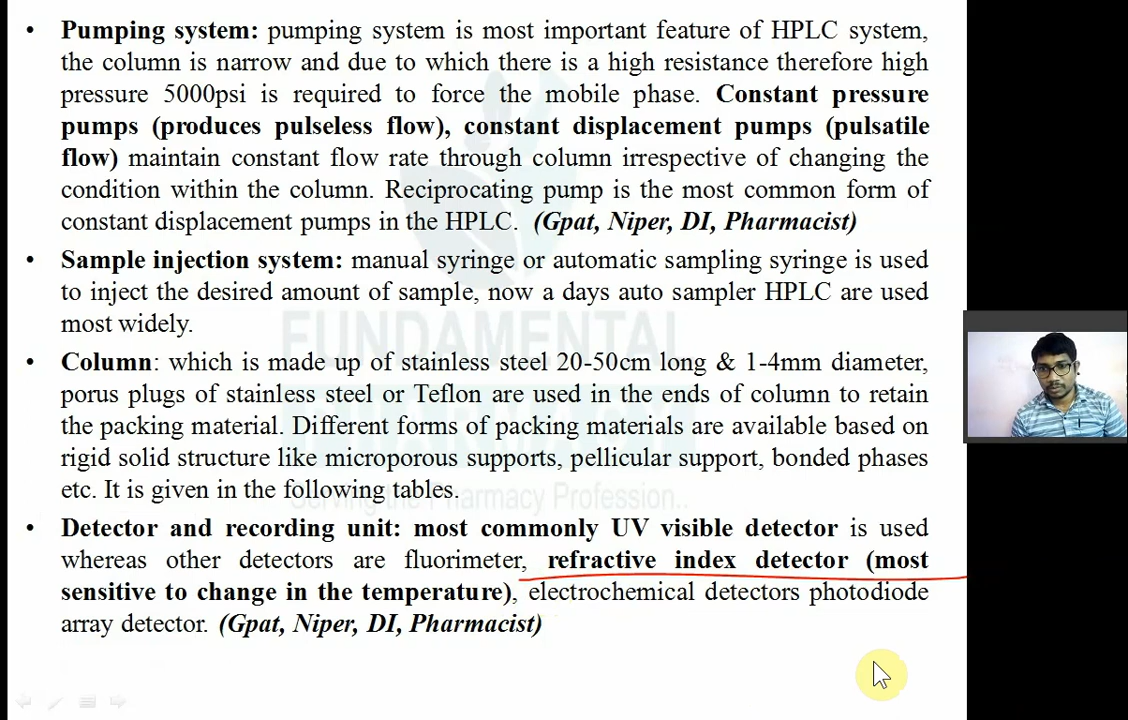 • Pumping system: pumping system is most important feature of HPLC system,
the column is narrow and due to which there is a high resistance therefore high
pressure 5000psi is required to force the mobile phase. Constant pressure
pumps (produces pulseless flow), constant displacement pumps (pulsatile
flow) maintain constant flow rate through column irrespective of changing the
condition within the column. Reciprocating pump is the most common form of
constant displacement pumps in the HPLC. (Gpat, Niper, DI, Pharmacist)
• Sample injection system: manual syringe or automatic sampling syringe is used
to inject the desired amount of sample, now a days auto sampler HPLC are used
most widely.
FUNDAMENTAL
• Column: which is made up of stainless steel 20-50cm long & 1-4mm diameter,
porus plugs of stainless steel or Teflon are used in the ends of column to retain
the packing material. Different forms of packing materials are available based on
rigid solid structure like microporous supports, pellicular support, bonded phases
etc. It is given in the following tables.
Serving the Pharmacy Profession..
• Detector and recording unit: most commonly UV visible detector is used
whereas other detectors are fluorimeter, refractive index detector (most
sensitive to change in the temperature), electrochemical detectors photodiode
array detector. (Gpat, Niper, DI, Pharmacist)